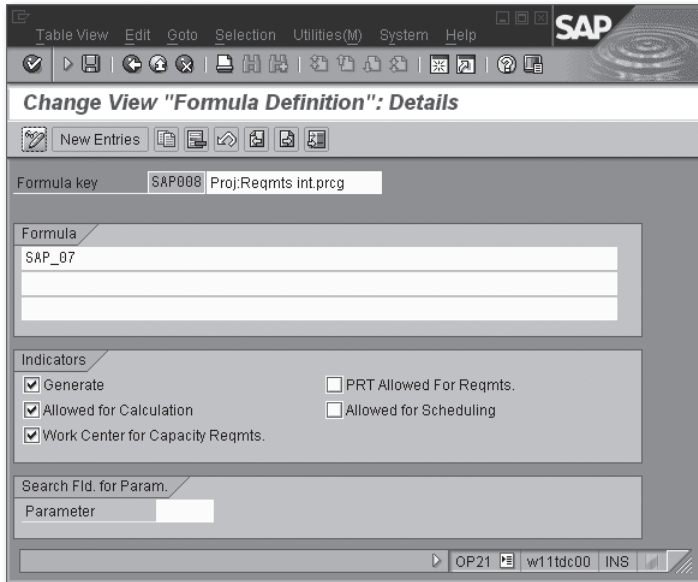 Table View Edit Goto Selection Utilities(M) System Help
SAP
Change View "Formula Definition": Details
New Entries
Formula key SAP008 Proj:Reqmts int.prcg
Formula
SAP_07
Indicators
Generate PRT Allowed For Reqmts.
Allowed for Calculation Allowed for Scheduling
Work Center for Capacity Reqmts.
Search Fld. for Param.
Parameter
OP21 w11tdc00 INS